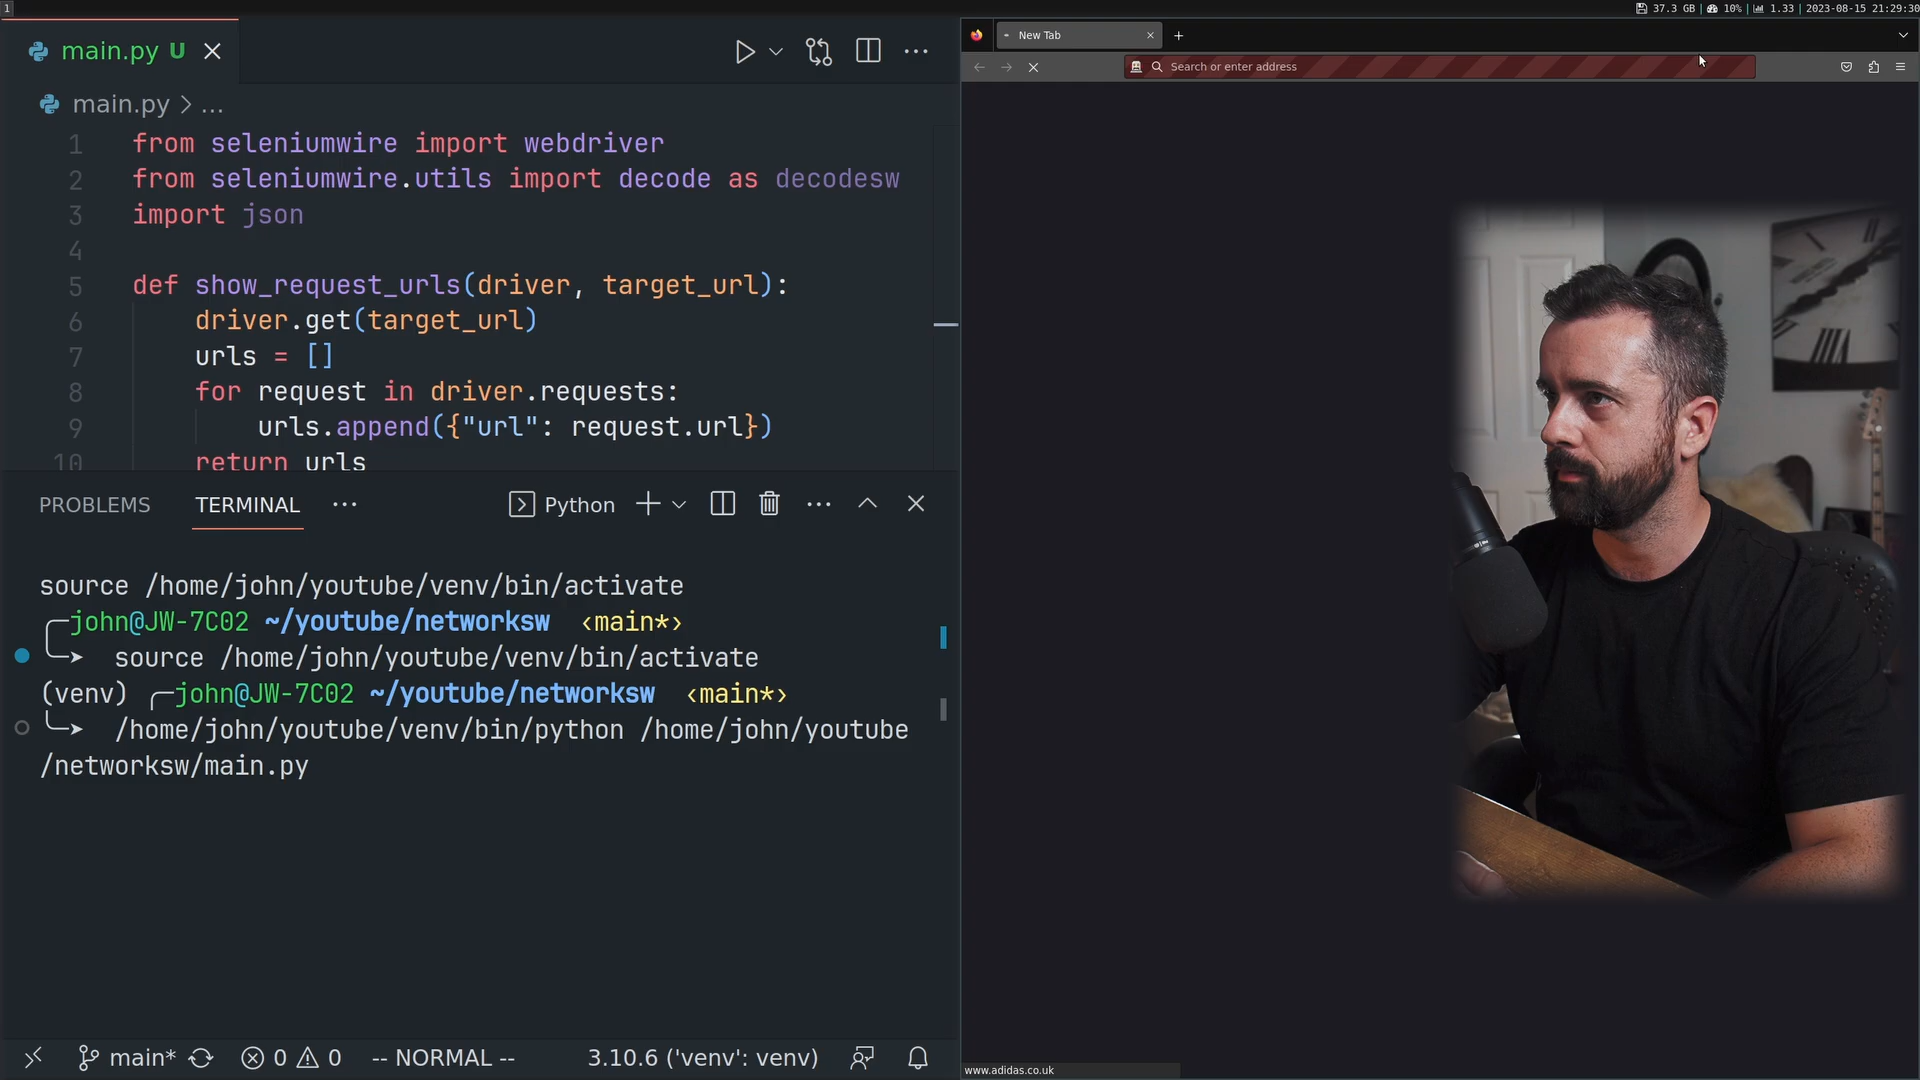 1
37.3 GB | 10% | 1.33 | 2023-08-15 21:29:30
main.py U
main.py > ...
1 from seleniumwire import webdriver
2 from seleniumwire.utils import decode as decodesw
3 import json
4
5 def show_request_urls(driver, target_url):
6 driver.get(target_url)
7 urls = []
8 for request in driver.requests:
9 urls.append({"url": request.url})
10 return urls
PROBLEMS TERMINAL ... Python
source /home/john/youtube/venv/bin/activate
john@JW-7C02 ~/youtube/networksw ‹main*›
source /home/john/youtube/venv/bin/activate
(venv) john@JW-7C02 ~/youtube/networksw ‹main*›
/home/john/youtube/venv/bin/python /home/john/youtube
/networksw/main.py
main* 0 0 -- NORMAL -- 3.10.6 ('venv': venv)
New Tab
Search or enter address
www.adidas.co.uk